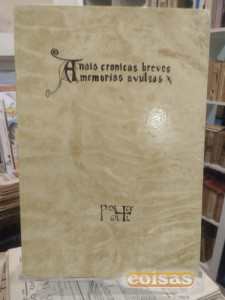 Anais cronicas breves
memorias avulsas
coisas